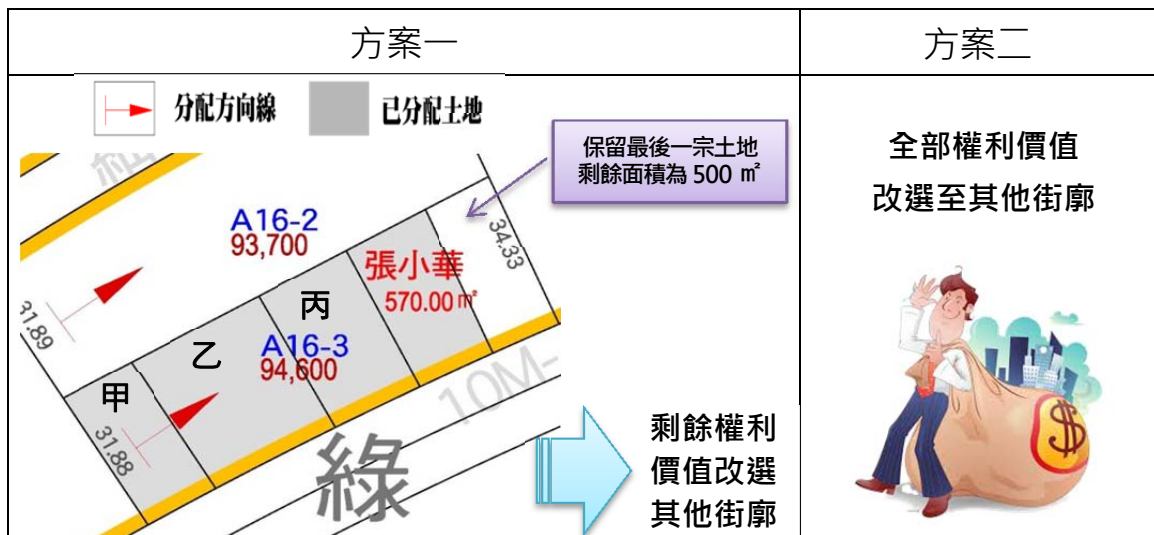 方案一
方案二
分配方向線
已分配土地
保留最後一宗土地
剩餘面積為 500 ㎡
全部權利價值
改選至其他街廓
A16-2
93,700
34.33
張小華
570.00㎡
31.89
丙
乙
A16-3
94,600
甲
31.88
10M-
綠
剩餘權利
價值改選
其他街廓
$